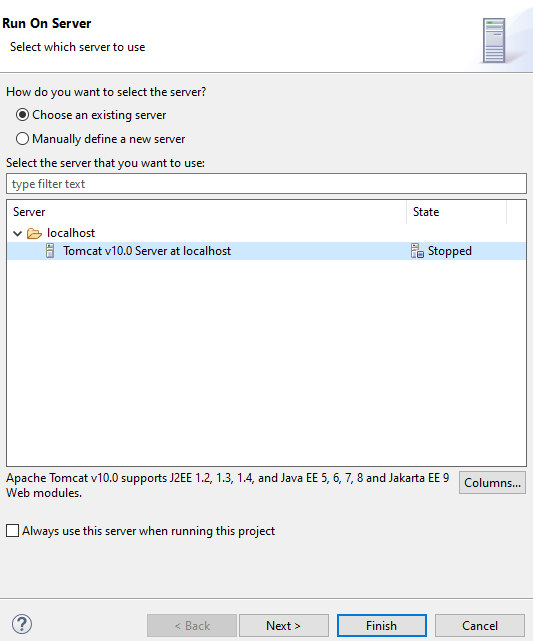 Run On Server
Select which server to use
How do you want to select the server?
Choose an existing server
Manually define a new server
Select the server that you want to use:
type filter text
Server State
localhost
Tomcat v10.0 Server at localhost Stopped
Apache Tomcat v10.0 supports J2EE 1.2, 1.3, 1.4, and Java EE 5, 6, 7, 8 and Jakarta EE 9
Web modules.
Columns...
Always use this server when running this project
? < Back Next > Finish Cancel